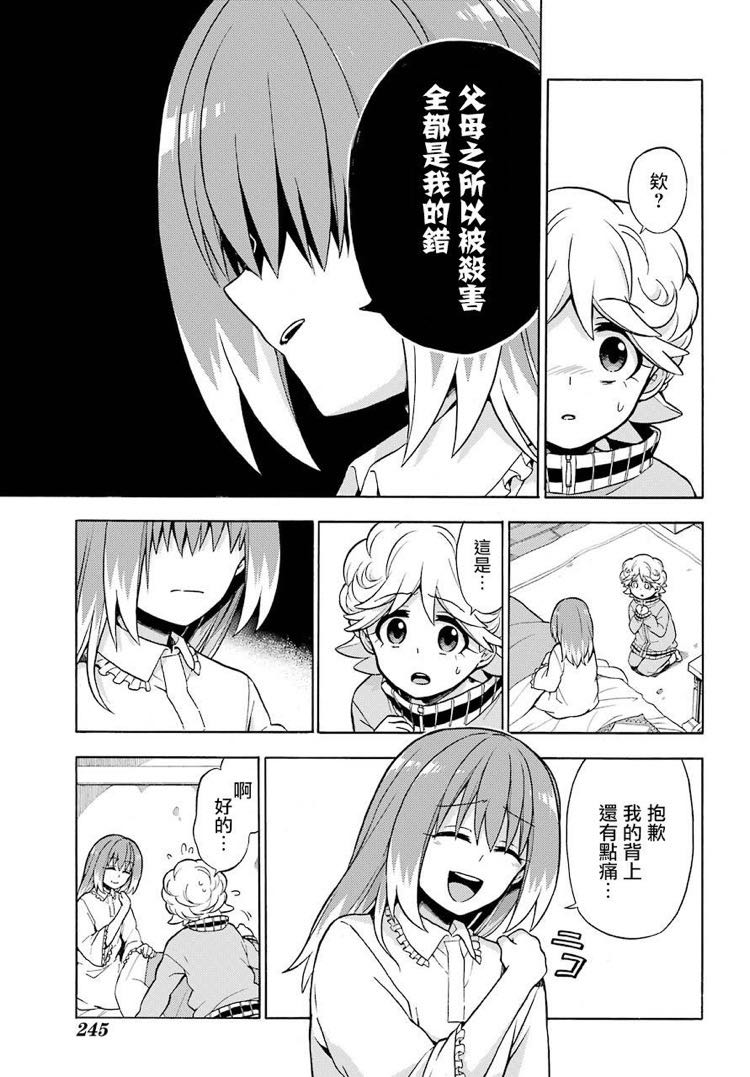 欸？
父母之所以被殺害
全都是我的錯
這是…
抱歉
我的背上
還有點痛…
ニコ
啊
好的…
245